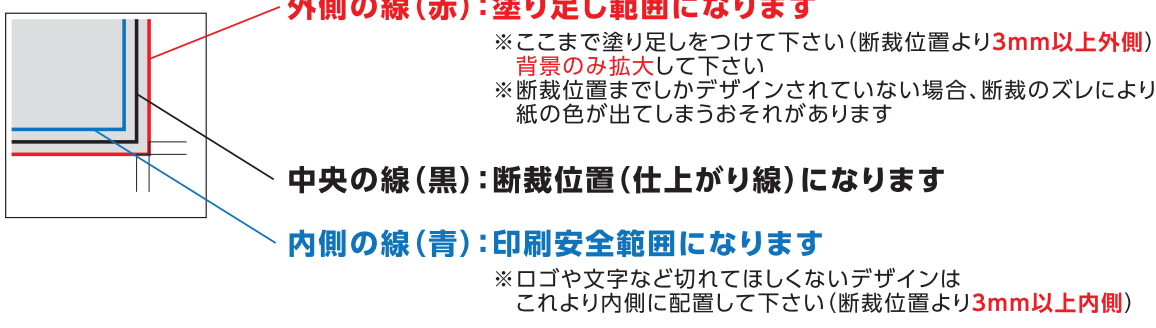 外側の線(赤):塗り足し範囲になります
※ここまで塗り足しをつけて下さい(断裁位置より3mm以上外側)
背景のみ拡大して下さい
※断裁位置までしかデザインされていない場合、断裁のズレにより
紙の色が出てしまうおそれがあります
中央の線(黒):断裁位置(仕上がり線)になります
内側の線(青):印刷安全範囲になります
※ロゴや文字など切れてほしくないデザインは
これより内側に配置して下さい(断裁位置より3mm以上内側)